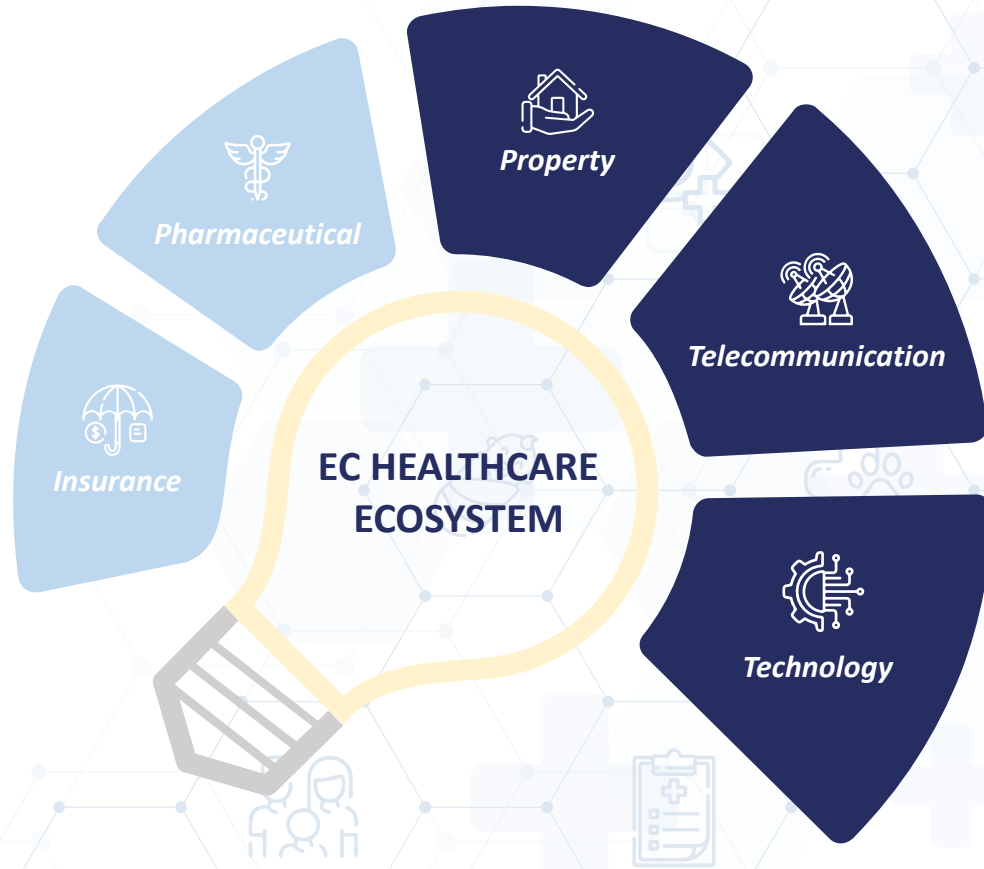 Property
Pharmaceutical
Telecommunication
Insurance
EC HEALTHCARE
ECOSYSTEM
Technology